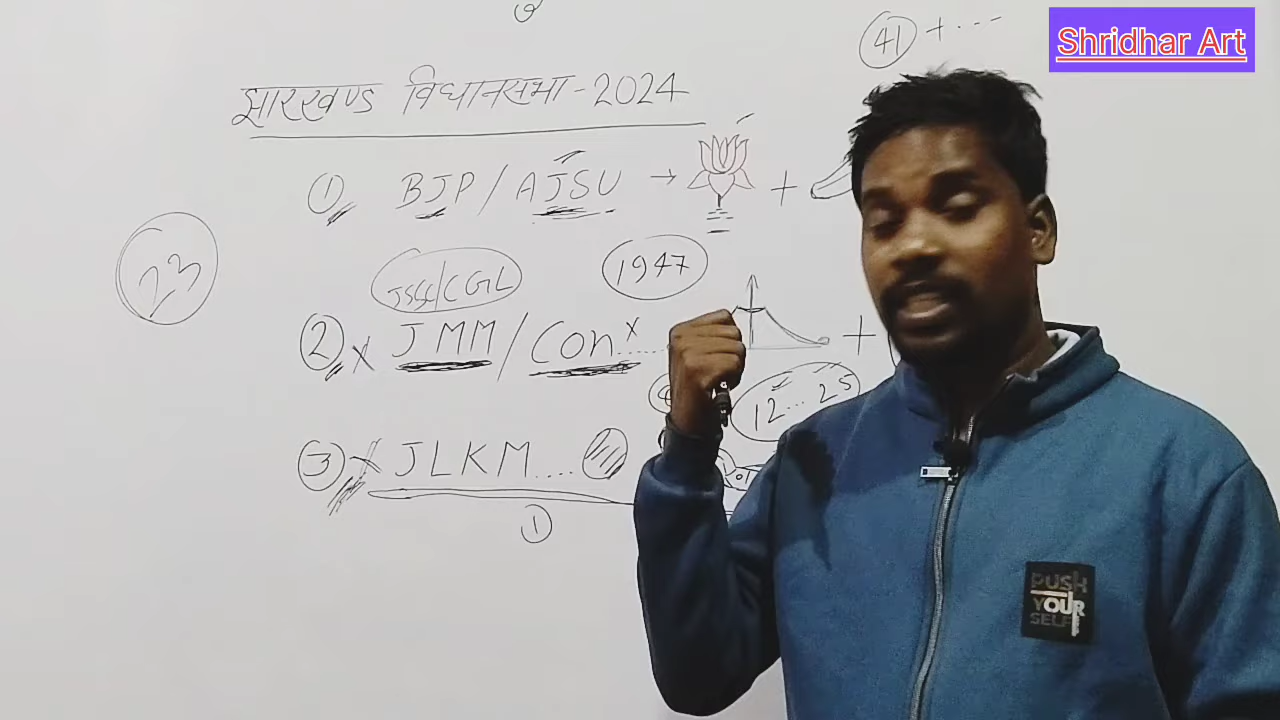 41 + ...
Shridhar Art
झारखण्ड विधानसभा - 2024
① BJP / AJSU → +
23
JSSC/CGL 1947
② x JMM / Con x ...... +
12 ... 25
③ x JLKM ....
①
PUSH
YOUR
SELF